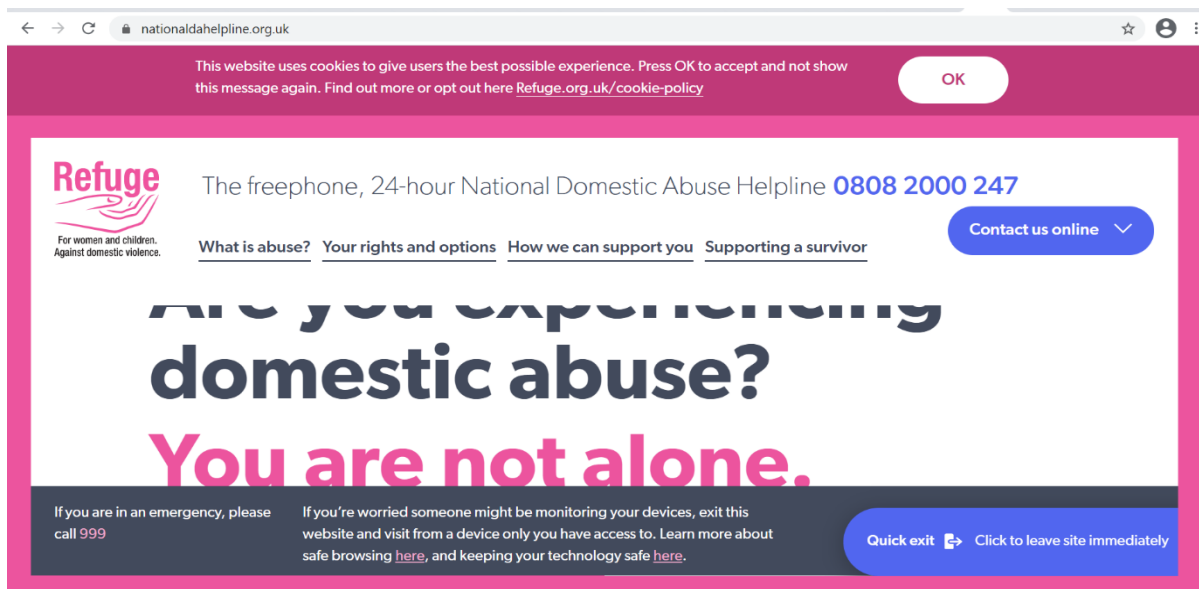 nationaldahelpline.org.uk
This website uses cookies to give users the best possible experience. Press OK to accept and not show
this message again. Find out more or opt out here Refuge.org.uk/cookie-policy
OK
Refuge
For women and children.
Against domestic violence.
The freephone, 24-hour National Domestic Abuse Helpline 0808 2000 247
Contact us online
What is abuse? Your rights and options How we can support you Supporting a survivor
Are you experiencing
domestic abuse?
You are not alone.
If you are in an emergency, please
call 999
If you’re worried someone might be monitoring your devices, exit this
website and visit from a device only you have access to. Learn more about
safe browsing here, and keeping your technology safe here.
Quick exit Click to leave site immediately